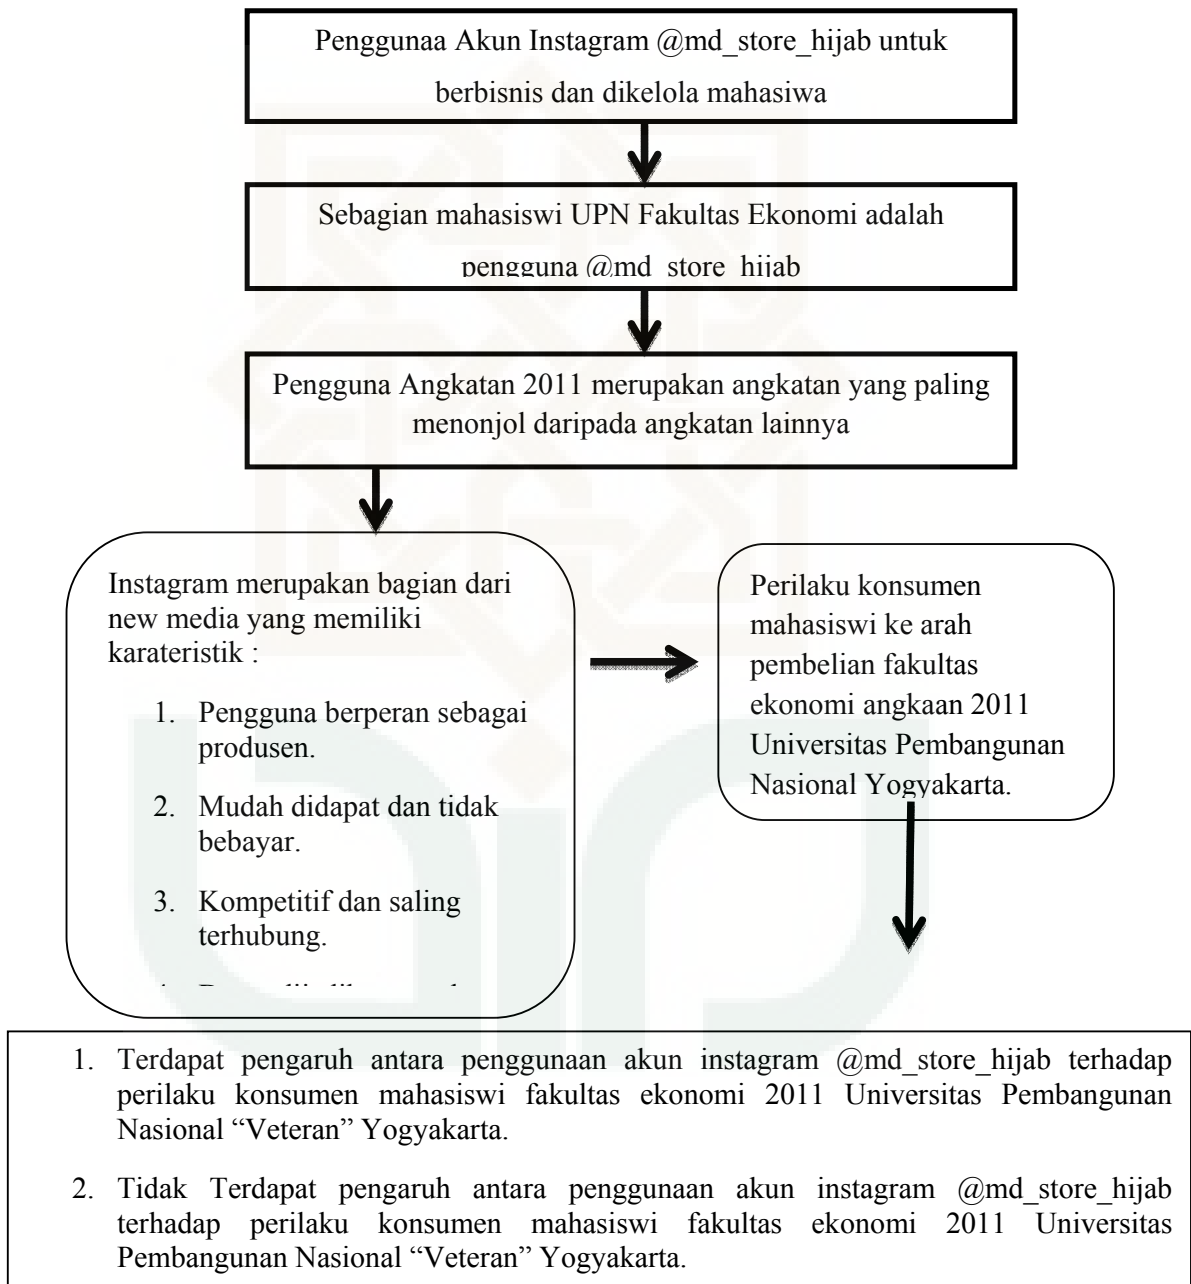 Penggunaa Akun Instagram @md_store_hijab untuk
berbisnis dan dikelola mahasiwa
Sebagian mahasiswi UPN Fakultas Ekonomi adalah
pengguna @md_store_hijab
Pengguna Angkatan 2011 merupakan angkatan yang paling
menonjol daripada angkatan lainnya
Instagram merupakan bagian dari
new media yang memiliki
karateristik :
1. Pengguna berperan sebagai
produsen.
2. Mudah didapat dan tidak
bebayar.
3. Kompetitif dan saling
terhubung.
Perilaku konsumen
mahasiswi ke arah
pembelian fakultas
ekonomi angkaan 2011
Universitas Pembangunan
Nasional Yogyakarta.
1. Terdapat pengaruh antara penggunaan akun instagram @md_store_hijab terhadap
perilaku konsumen mahasiswi fakultas ekonomi 2011 Universitas Pembangunan
Nasional “Veteran” Yogyakarta.
2. Tidak Terdapat pengaruh antara penggunaan akun instagram @md_store_hijab
terhadap perilaku konsumen mahasiswi fakultas ekonomi 2011 Universitas
Pembangunan Nasional “Veteran” Yogyakarta.